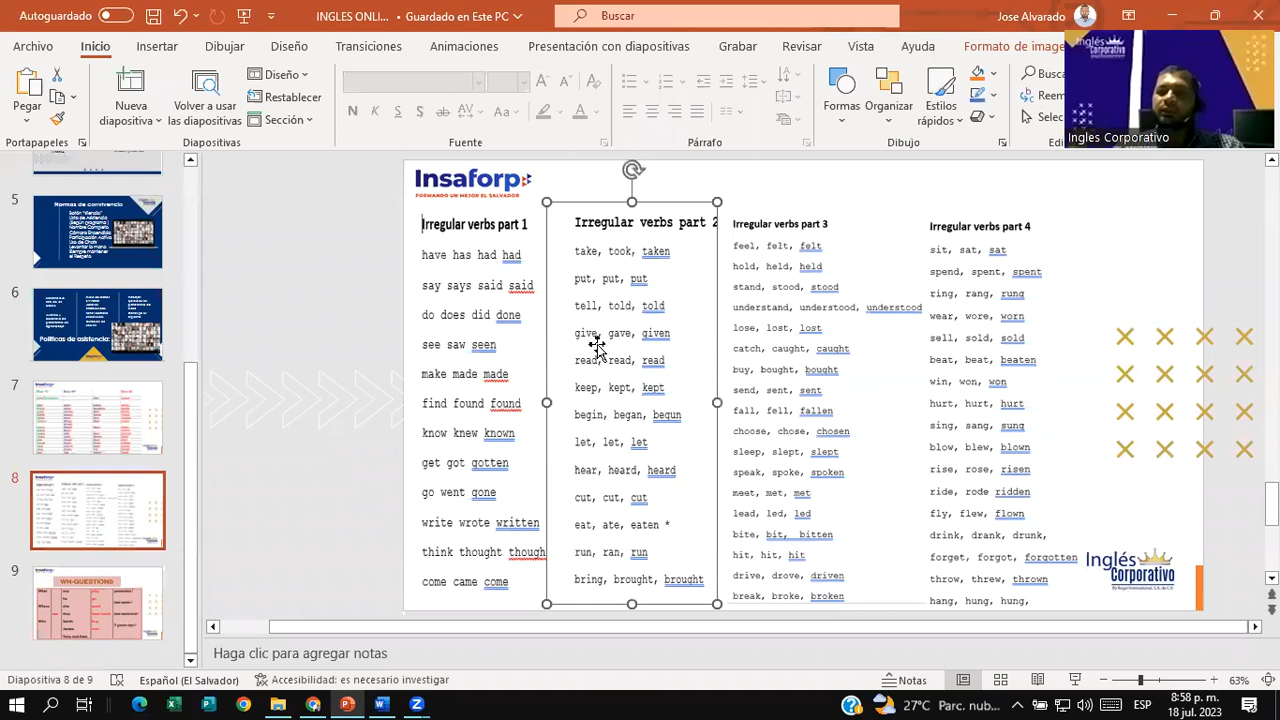 Autoguardado
INGLES ONLI... • Guardado en Este PC
Buscar
Jose Alvarado
Archivo
Inicio
Insertar
Dibujar
Diseño
Transiciones
Animaciones
Presentación con diapositivas
Grabar
Revisar
Vista
Ayuda
Formato de image
Pegar
Nueva
diapositiva
Volver a usar
las diapositivas
Diseño
Restablecer
Sección
N K S ab AV Aa A
Formas
Organizar
Estilos
rápidos
Busca
Reem
Selec
Portapapeles
Diapositivas
Fuente
Párrafo
Dibujo
Ed
Inglés
Corporativo
Ingles Corporativo
5
Normas de convivencia
6
Políticas de asistencia:
7
8
9
WH-QUESTIONS
Insaforp
FORMANDO UN MEJOR EL SALVADOR
Irregular verbs part 1
have has had had
say says said said
do does did done
see saw seen
make made made
find found found
know knew known
get got gotten
go went gone
write wrote written
think thought though
come came come
Irregular verbs part 2
take, took, taken
put, put, put
tell, told, told
give, gave, given
read, read, read
keep, kept, kept
begin, began, begun
let, let, let
hear, heard, heard
cut, cut, cut
eat, ate, eaten *
run, ran, run
bring, brought, brought
Irregular verbs part 3
feel, felt, felt
hold, held, held
stand, stood, stood
understand, understood, understood
lose, lost, lost
catch, caught, caught
buy, bought, bought
send, sent, sent
fall, fell, fallen
choose, chose, chosen
sleep, slept, slept
speak, spoke, spoken
meet, met, met
lead, led, led
bite, bit, bitten
hit, hit, hit
drive, drove, driven
break, broke, broken
Irregular verbs part 4
sit, sat, sat
spend, spent, spent
ring, rang, rung
wear, wore, worn
sell, sold, sold
beat, beat, beaten
win, won, won
hurt, hurt, hurt
sing, sang, sung
blow, blew, blown
rise, rose, risen
ride, rode ridden
fly, flew, flown
drink, drank, drunk,
forget, forgot, forgotten
throw, threw, thrown
hang, hung, hung,
Inglés
Corporativo
Haga clic para agregar notas
Diapositiva 8 de 9
Español (El Salvador)
Accesibilidad: es necesario investigar
Notas
63%
27°C Parc. nub...
ESP
8:58 p. m.
18 jul. 2023